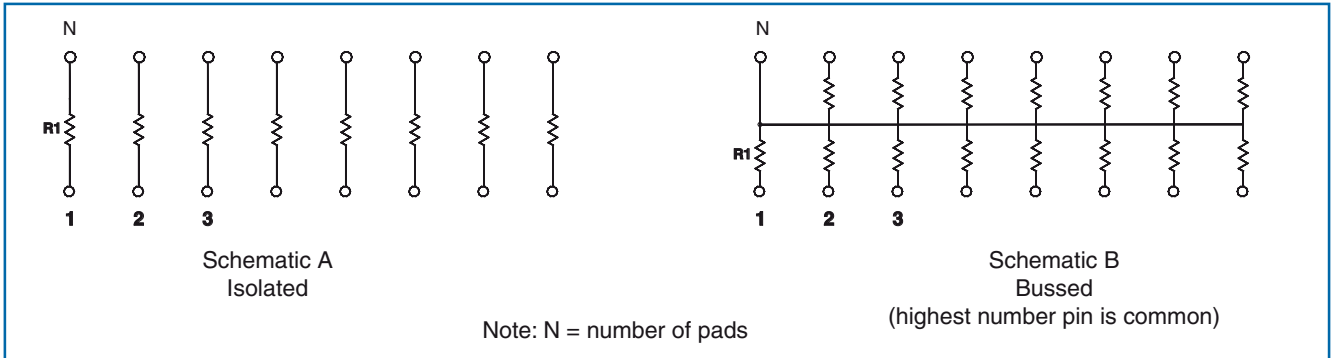 N
R1
1 2 3
Schematic A
Isolated
N
R1
1 2 3
Schematic B
Bussed
(highest number pin is common)
Note: N = number of pads